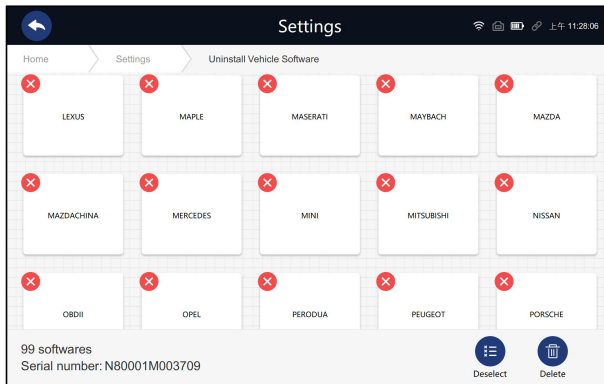 Settings
上午 11:28:06
Home Settings Uninstall Vehicle Software
LEXUS MAPLE MASERATI MAYBACH MAZDA
MAZDACHINA MERCEDES MINI MITSUBISHI NISSAN
OBDII OPEL PERODUA PEUGEOT PORSCHE
99 softwares
Serial number: N80001M003709
Deselect Delete